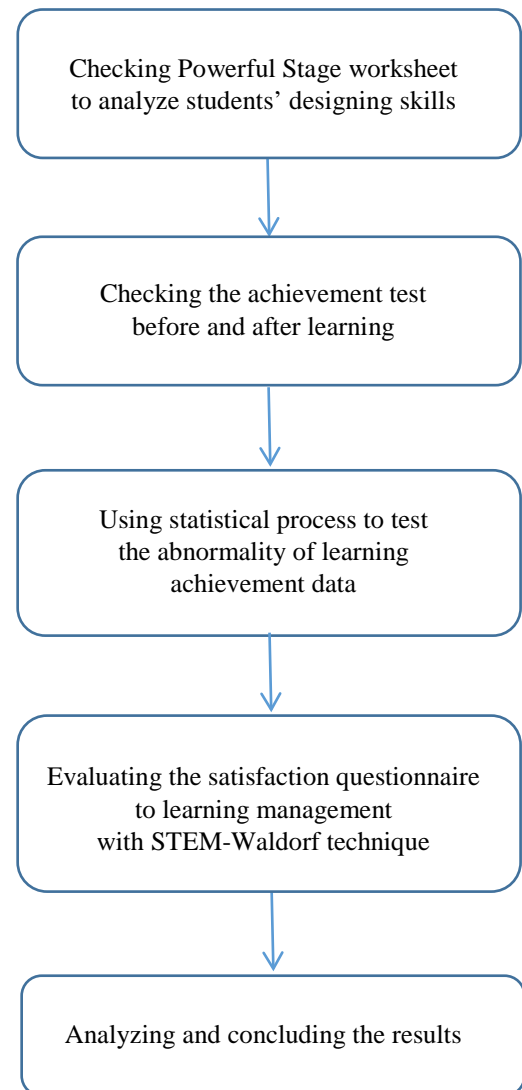 Checking Powerful Stage worksheet
to analyze students’ designing skills
Checking the achievement test
before and after learning
Using statistical process to test
the abnormality of learning
achievement data
Evaluating the satisfaction questionnaire
to learning management
with STEM-Waldorf technique
Analyzing and concluding the results